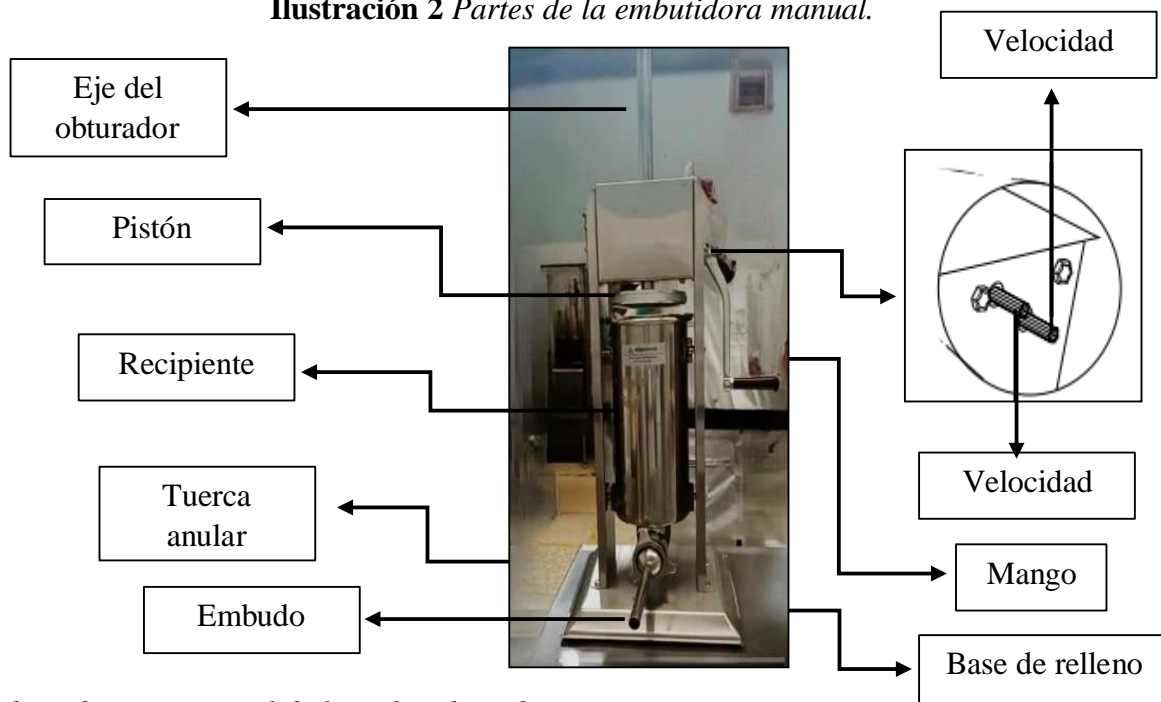 Ilustración 2 Partes de la embutidora manual.
Velocidad
Eje del
obturador
Pistón
Recipiente
Tuerca
anular
Embudo
Velocidad
Mango
Base de relleno